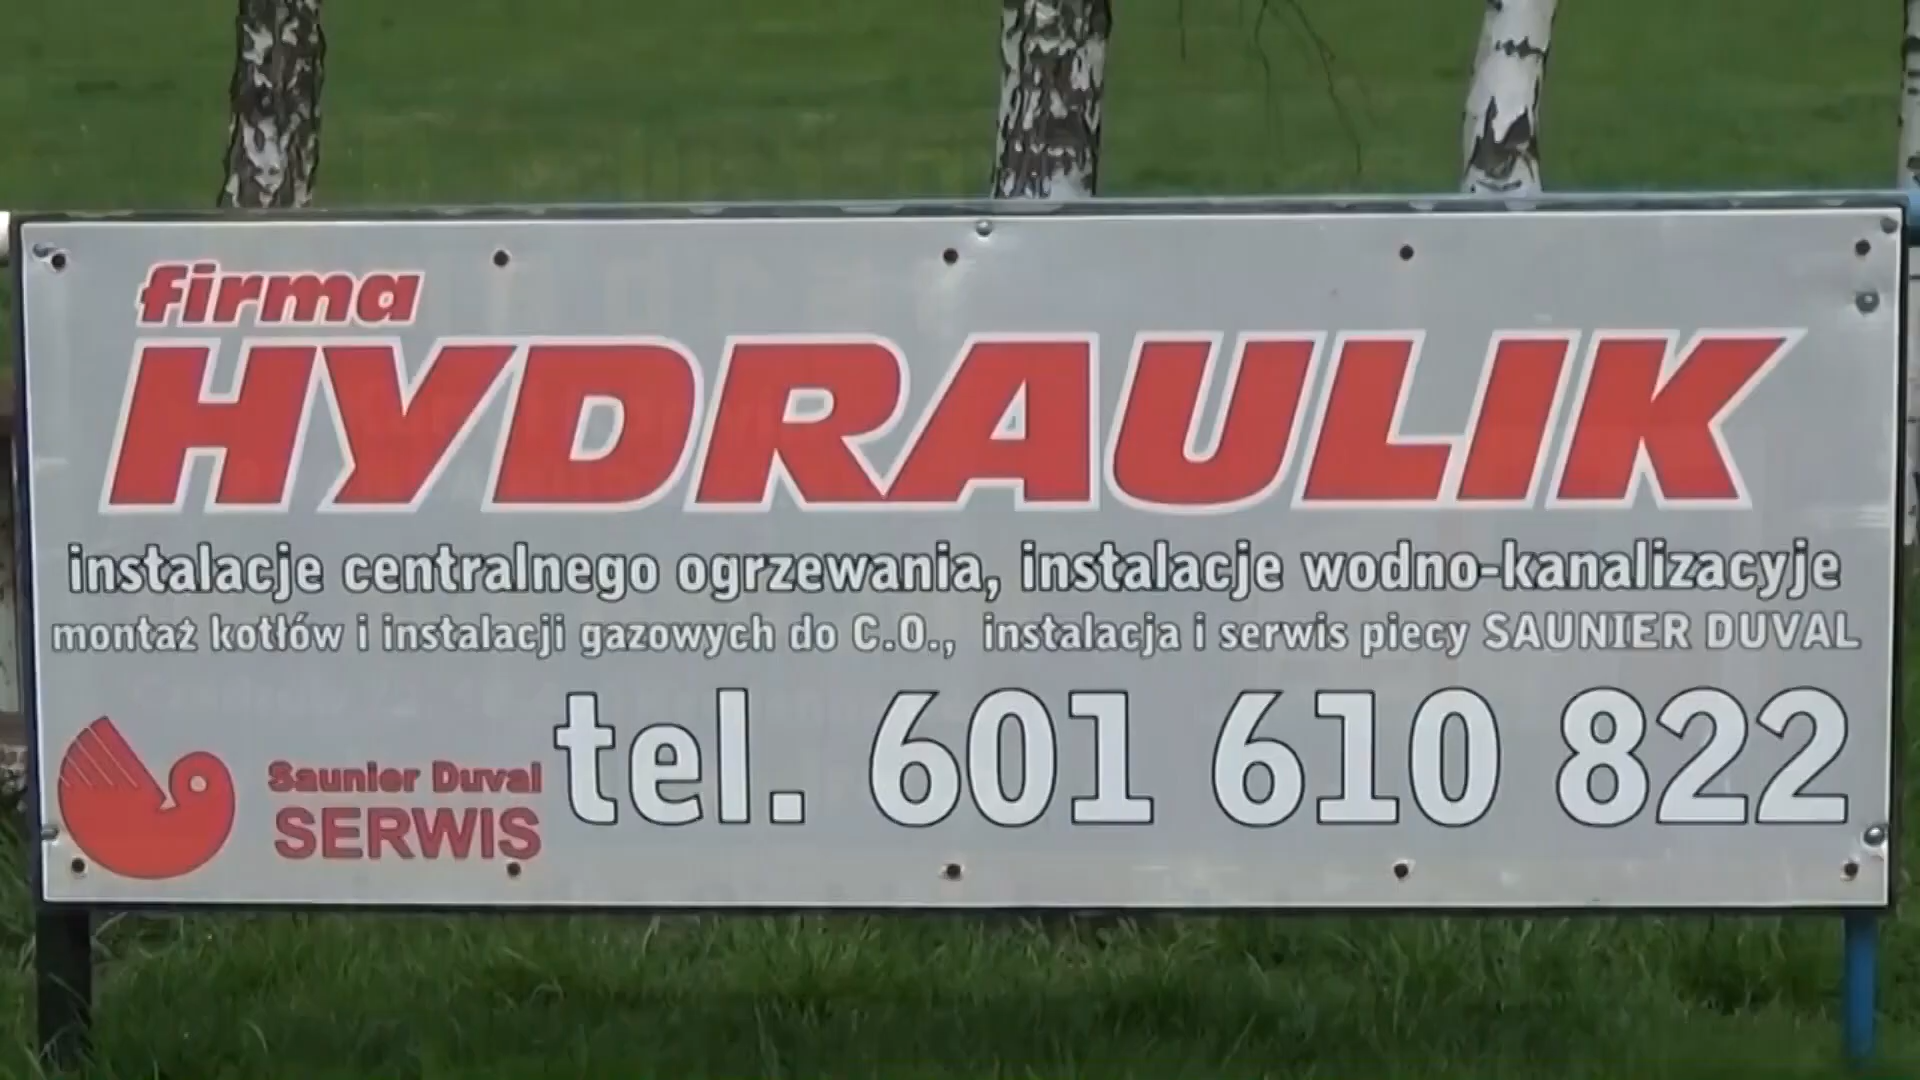 firma
HYDRAULIK
instalacje centralnego ogrzewania, instalacje wodno-kanalizacyje
montaż kotłów i instalacji gazowych do C.O., instalacja i serwis piecy SAUNIER DUVAL
tel. 601 610 822
Saunier Duval
SERWIS